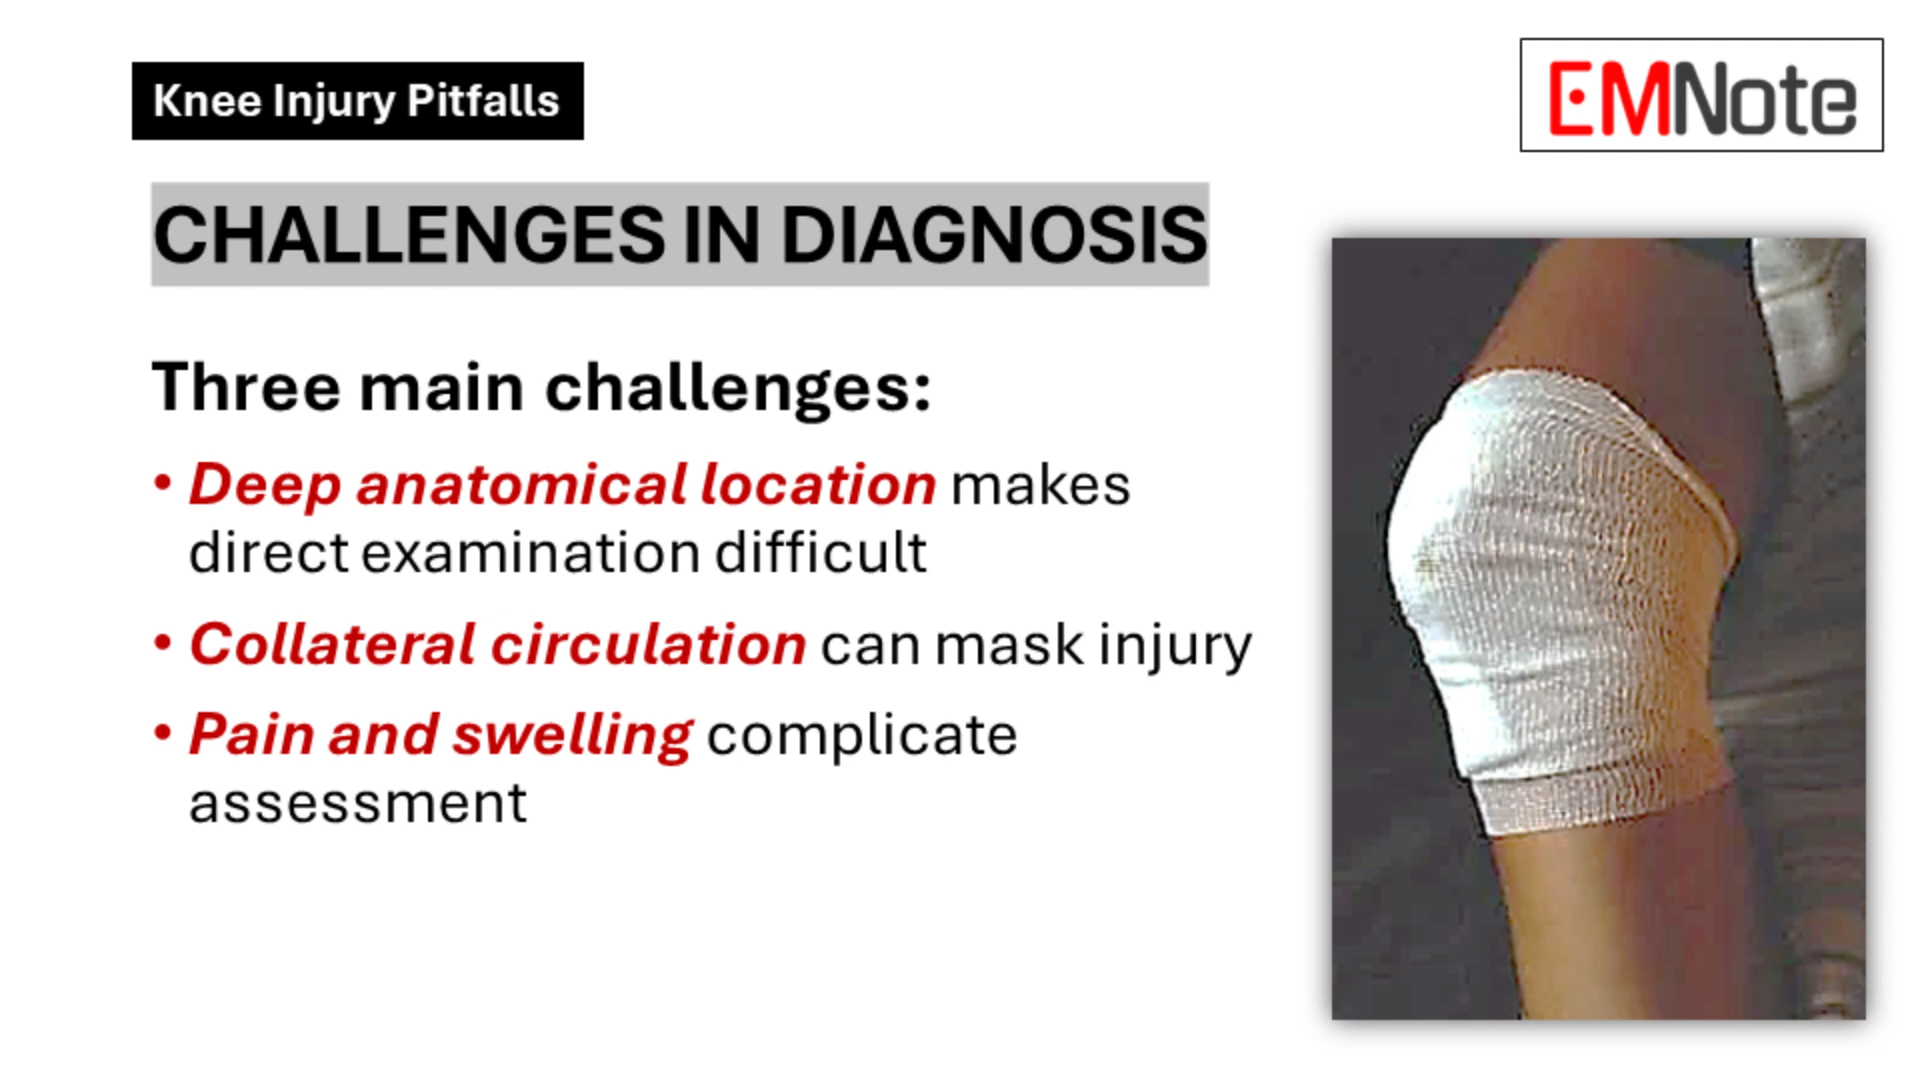 Knee Injury Pitfalls
EMNote
CHALLENGES IN DIAGNOSIS
Three main challenges:
• Deep anatomical location makes
direct examination difficult
• Collateral circulation can mask injury
• Pain and swelling complicate
assessment